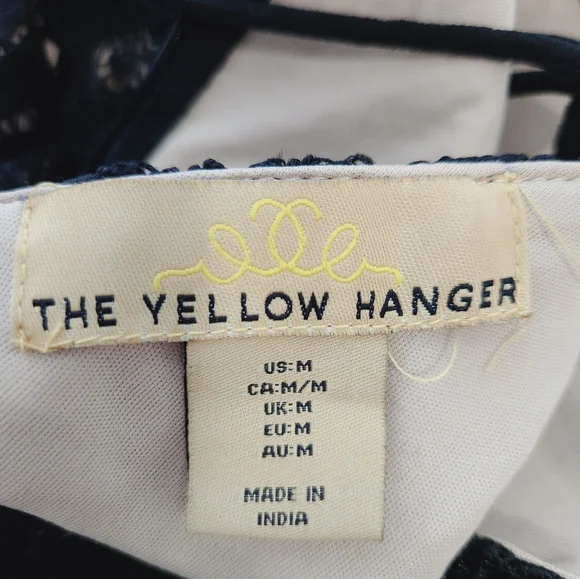 THE YELLOW HANGER
US:M
CA:M/M
UK:M
EU:M
AU:M
MADE IN
INDIA